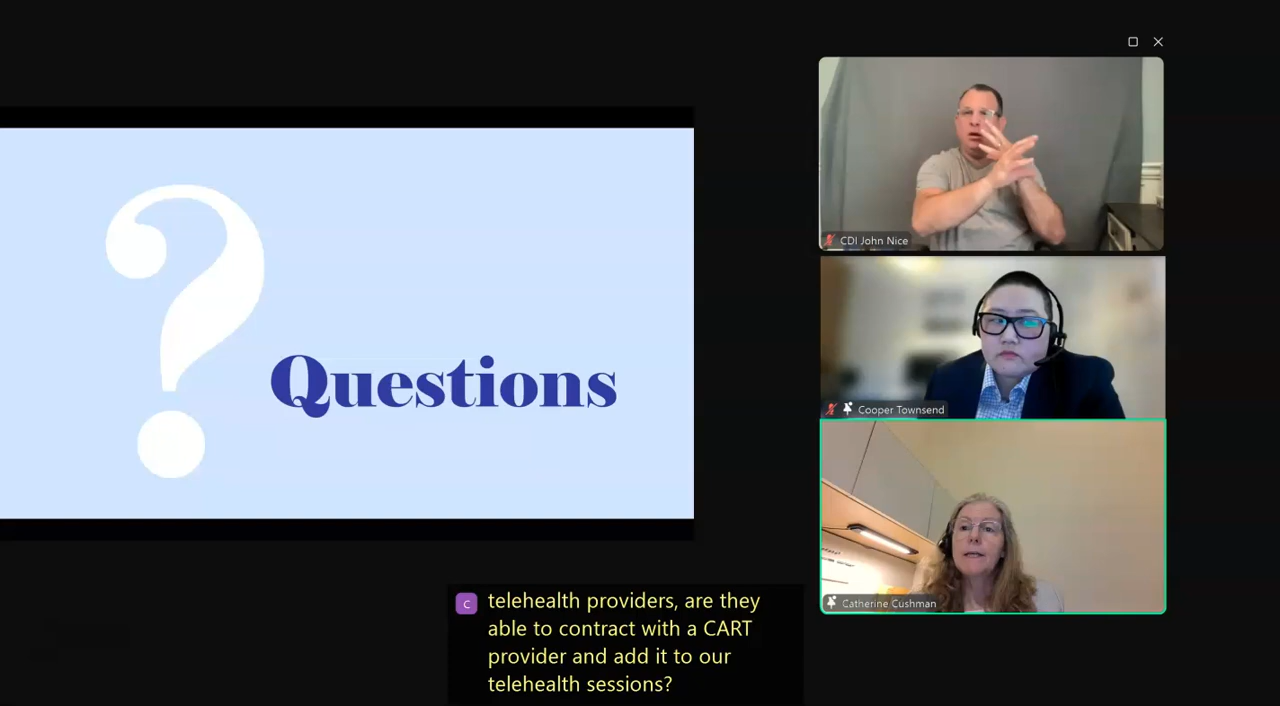 Questions
CDI John Nice
Cooper Townsend
Catherine Cushman
C
telehealth providers, are they
able to contract with a CART
provider and add it to our
telehealth sessions?